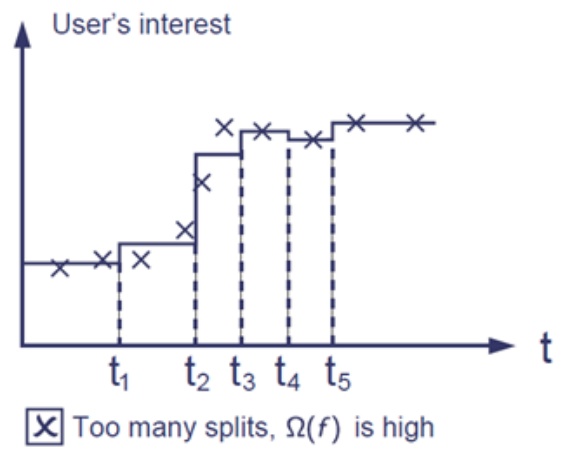 User's interest
t
t₁ t₂ t₃ t₄ t₅
☒ Too many splits, Ω(f) is high